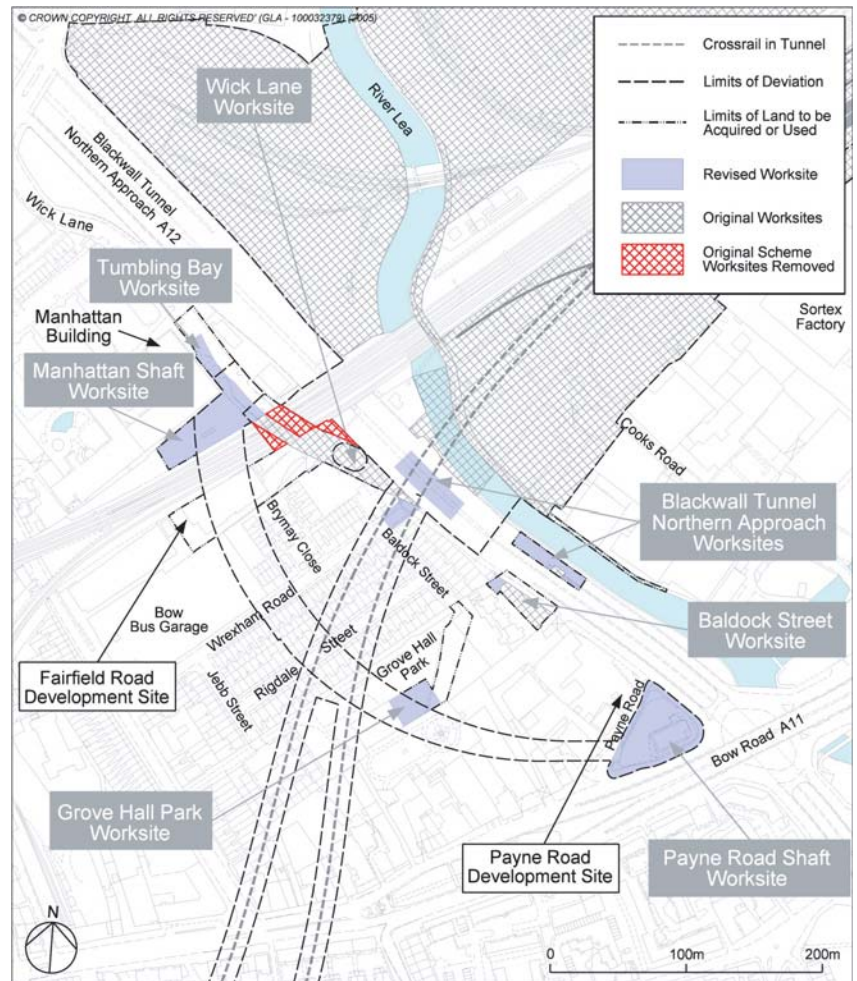 © CROWN COPYRIGHT. ALL RIGHTS RESERVED' (GLA - 100032379) (2005)
Crossrail in Tunnel
Limits of Deviation
Limits of Land to be
Acquired or Used
Revised Worksite
Original Worksites
Original Scheme
Worksites Removed
Wick Lane
Worksite
River Lea
Blackwall Tunnel
Northern Approach A12
Wick Lane
Tumbling Bay
Worksite
Manhattan
Building
Manhattan Shaft
Worksite
Sortex
Factory
Cooks Road
Blackwall Tunnel
Northern Approach
Worksites
Brymay Close
Baldock Street
Bow
Bus Garage
Wrexham Road
Baldock Street
Worksite
Fairfield Road
Development Site
Jebb Street
Rigdale Street
Grove Hall
Park
Payne Road
Bow Road A11
Grove Hall Park
Worksite
Payne Road
Development Site
Payne Road Shaft
Worksite
N
0 100m 200m